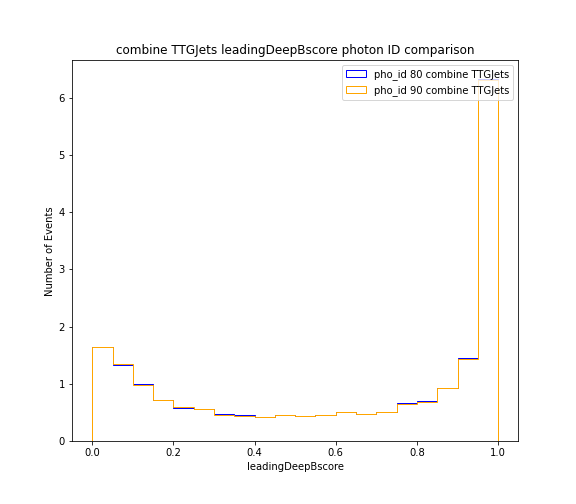 combine TTGJets leadingDeepBscore photon ID comparison
pho_id 80 combine TTGJets
pho_id 90 combine TTGJets
Number of Events
6
5
4
3
2
1
0
0.0 0.2 0.4 0.6 0.8 1.0
leadingDeepBscore